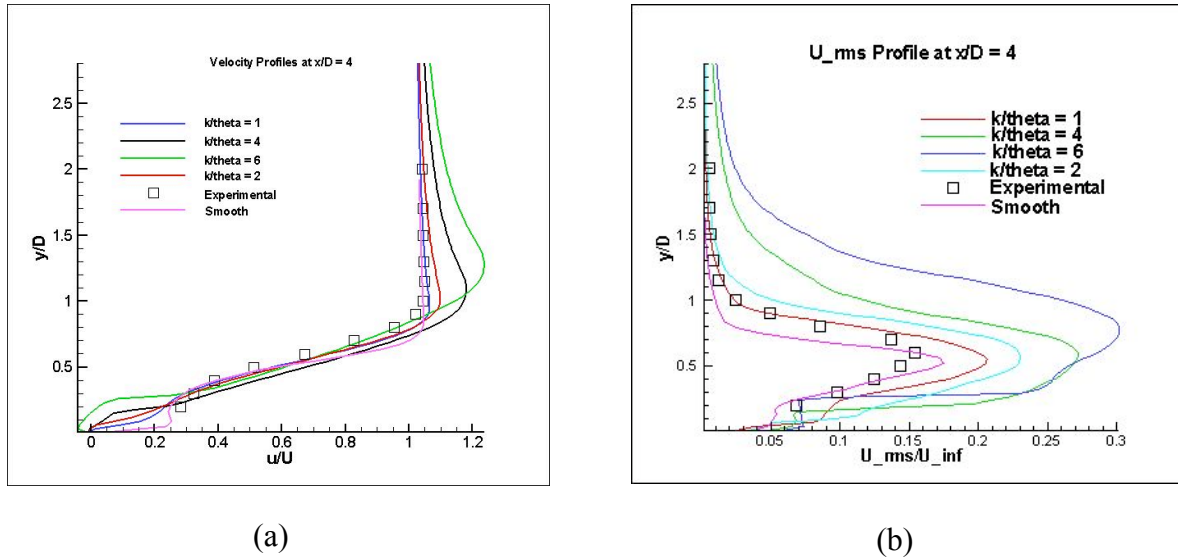 Velocity Profiles at x/D = 4
2.5
2
1.5
1
0.5
y/D
k/theta = 1
k/theta = 4
k/theta = 6
k/theta = 2
Experimental
Smooth
0
0.2
0.4
0.6
0.8
1
1.2
u/U
(a)
U_rms Profile at x/D = 4
2.5
2
1.5
1
0.5
y/D
k/theta = 1
k/theta = 4
k/theta = 6
k/theta = 2
Experimental
Smooth
0.05
0.1
0.15
0.2
0.25
0.3
U_rms/U_inf
(b)